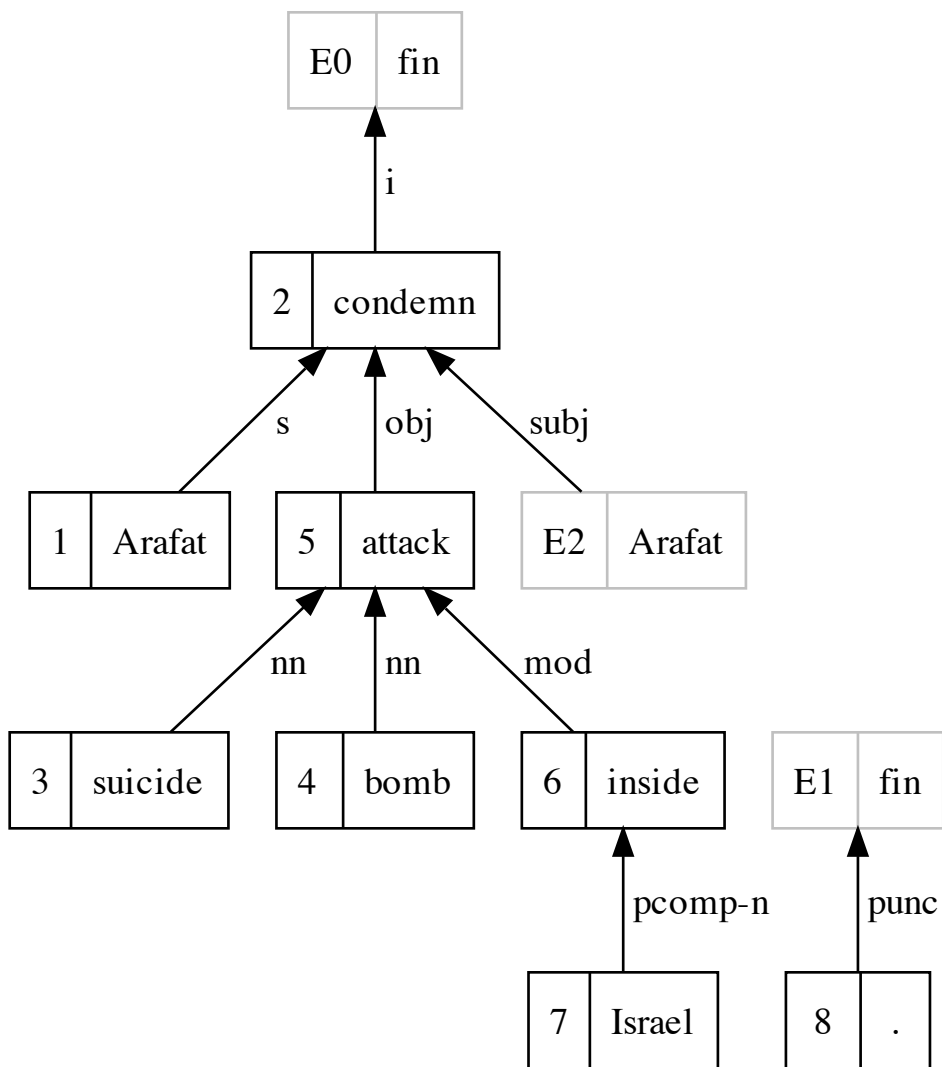 E0 fin
i
2 condemn
s obj subj
1 Arafat 5 attack E2 Arafat
nn nn mod
3 suicide 4 bomb 6 inside E1 fin
pcomp-n punc
7 Israel 8 .